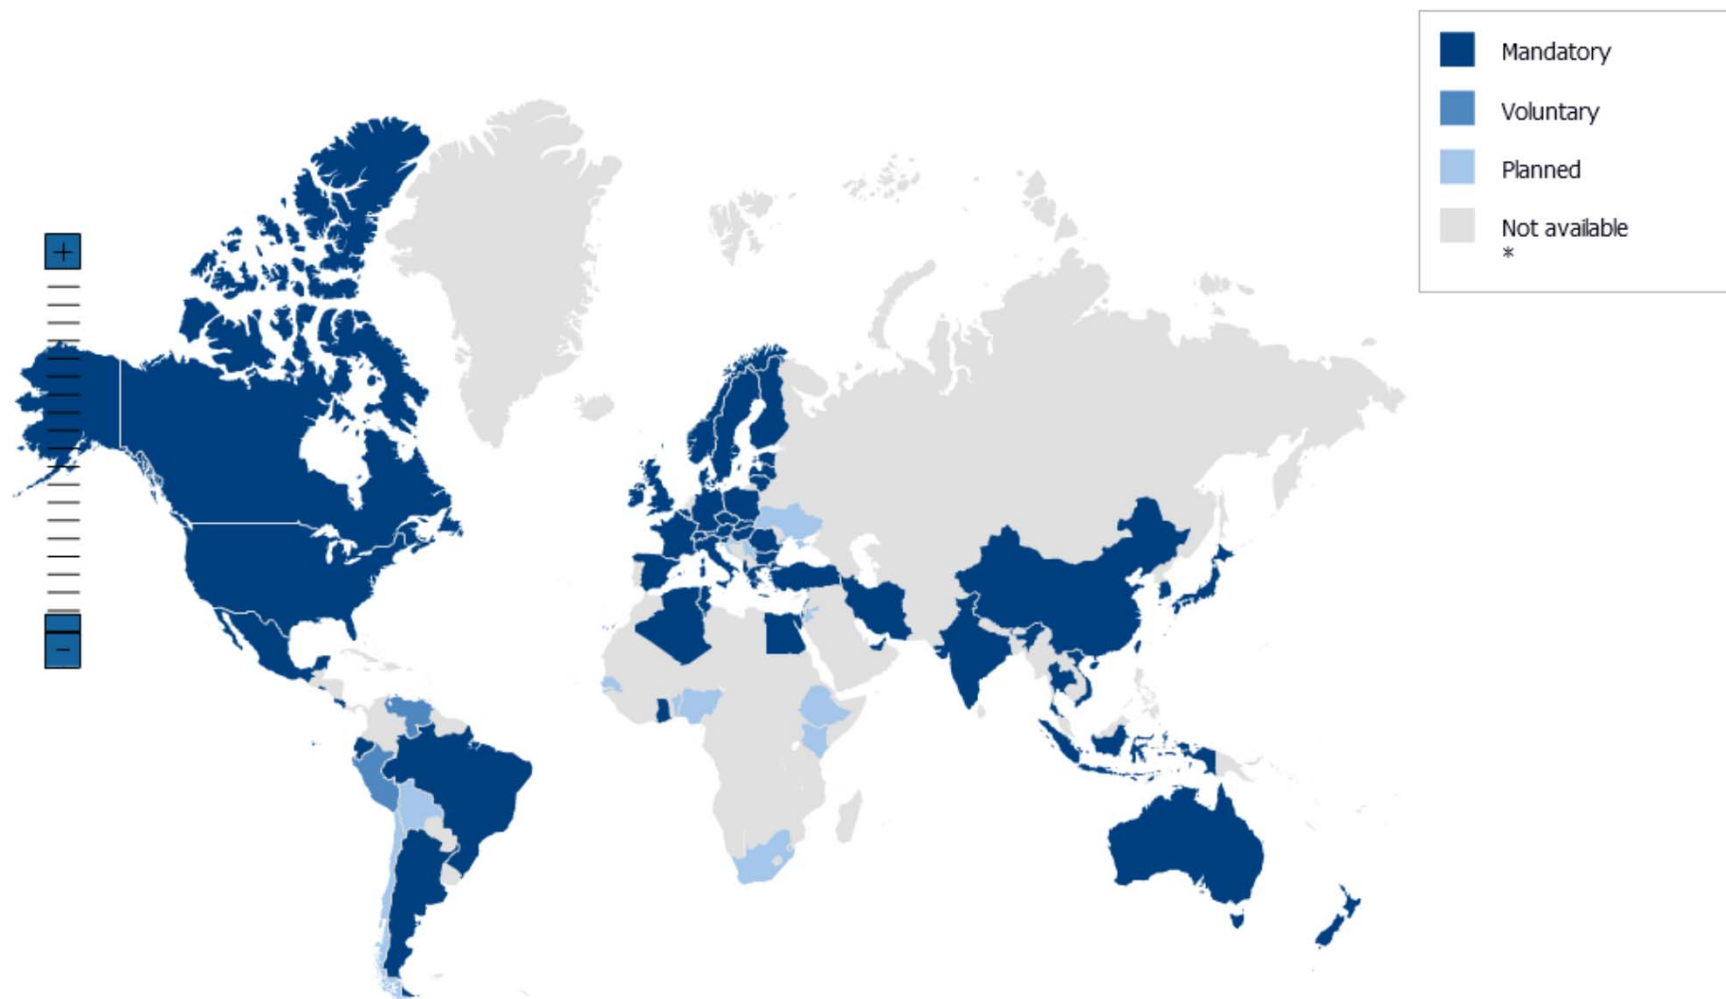 Mandatory
Voluntary
Planned
Not available
*
+
-